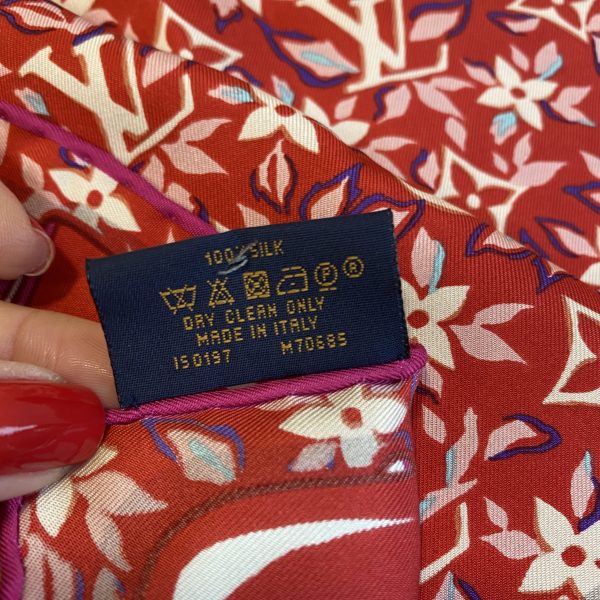 100% SILK
DRY CLEAN ONLY
MADE IN ITALY
IS0197 M70685